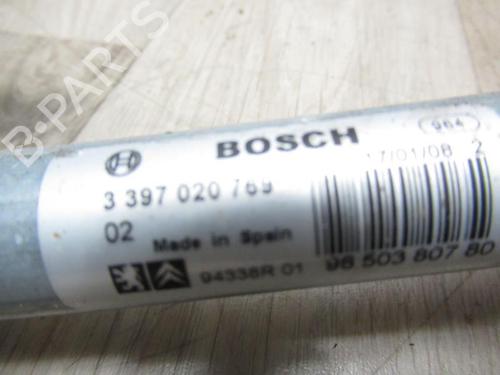 B-PARTS
BOSCH
964
17/01/08 2
3 397 020 769
02
Made in Spain
94338R 01
96 503 807 80